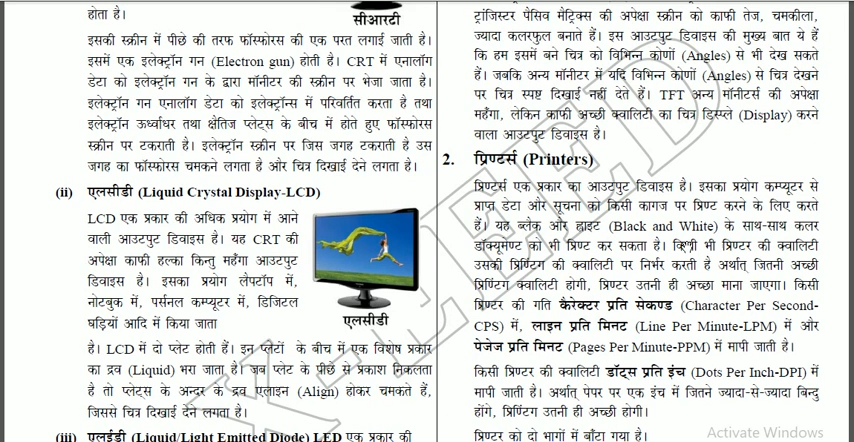 होता है।
सीआरटी
इसकी स्क्रीन में पीछे की तरफ फॉस्फोरस की एक परत लगाई जाती है।
इसमें एक इलेक्ट्रॉन गन (Electron gun) होती है। CRT में एनालॉग
डेटा को इलेक्ट्रॉन गन के द्वारा मॉनीटर की स्क्रीन पर भेजा जाता है।
इलेक्ट्रॉन गन एनालॉग डेटा को इलेक्ट्रॉन्स में परिवर्तित करता है तथा
इलेक्ट्रॉन ऊर्ध्वाधर तथा क्षैतिज प्लेट्स के बीच में होते हुए फॉस्फोरस
स्क्रीन पर टकराती है। इलेक्ट्रॉन स्क्रीन पर जिस जगह टकराती है उस
जगह का फॉस्फोरस चमकने लगता है और चित्र दिखाई देने लगता है।
(ii) एलसीडी (Liquid Crystal Display-LCD)
LCD एक प्रकार की अधिक प्रयोग में आने
वाली आउटपुट डिवाइस है। यह CRT की
अपेक्षा काफी हल्का किन्तु महँगा आउटपुट
डिवाइस है। इसका प्रयोग लैपटॉप में,
नोटबुक में, पर्सनल कम्प्यूटर में, डिजिटल
घड़ियों आदि में किया जाता
एलसीडी
है। LCD में दो प्लेट होती हैं। इन प्लेटों के बीच में एक विशेष प्रकार
का द्रव (Liquid) भरा जाता है। जब प्लेट के पीछे से प्रकाश निकलता
है तो प्लेट्स के अन्दर के द्रव एलाइन (Align) होकर चमकते हैं,
जिससे चित्र दिखाई देने लगता है।
(iii) एलईडी (Liquid/Light Emitted Diode) LED एक प्रकार की
ट्रांजिस्टर पैसिव मैट्रिक्स की अपेक्षा स्क्रीन को काफी तेज, चमकीला,
ज्यादा कलरफुल बनाते हैं। इस आउटपुट डिवाइस की मुख्य बात ये हैं
कि हम इसमें बने चित्र को विभिन्न कोणों (Angles) से भी देख सकते
हैं। जबकि अन्य मॉनीटर में यदि विभिन्न कोणों (Angles) से चित्र देखने
पर चित्र स्पष्ट दिखाई नहीं देते हैं। TFT अन्य मॉनीटर्स की अपेक्षा
महँगा, लेकिन काफी अच्छी क्वालिटी का चित्र डिस्प्ले (Display) करने
वाला आउटपुट डिवाइस है।
2. प्रिण्टर्स (Printers)
प्रिण्टर्स एक प्रकार का आउटपुट डिवाइस है। इसका प्रयोग कम्प्यूटर से
प्राप्त डेटा और सूचना को किसी कागज पर प्रिण्ट करने के लिए करते
हैं। यह ब्लैक और ह्वाइट (Black and White) के साथ-साथ कलर
डॉक्यूमेण्ट को भी प्रिण्ट कर सकता है। किसी भी प्रिण्टर की क्वालिटी
उसकी प्रिण्टिंग की क्वालिटी पर निर्भर करती है अर्थात् जितनी अच्छी
प्रिण्टिंग क्वालिटी होगी, प्रिण्टर उतनी ही अच्छा माना जाएगा। किसी
प्रिण्टर की गति कैरेक्टर प्रति सेकण्ड (Character Per Second-
CPS) में, लाइन प्रति मिनट (Line Per Minute-LPM) में और
पेजेज प्रति मिनट (Pages Per Minute-PPM) में मापी जाती है।
किसी प्रिण्टर की क्वालिटी डॉट्स प्रति इंच (Dots Per Inch-DPI) में
मापी जाती है। अर्थात् पेपर पर एक इंच में जितने ज्यादा-से-ज्यादा बिन्दु
होंगे, प्रिण्टिंग उतनी ही अच्छी होगी।
प्रिण्टर को दो भागों में बाँटा गया है।
Activate Windows